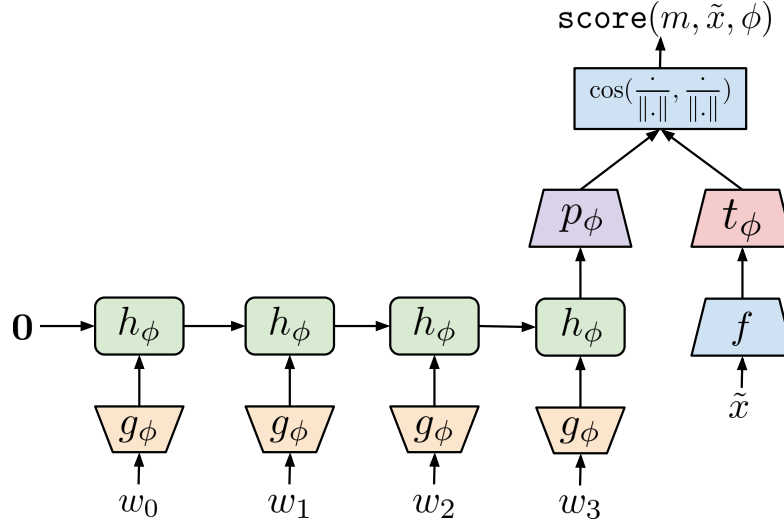 score(m, x̃, ϕ)
cos(·/‖.‖, ·/‖.‖)
p_ϕ t_ϕ
0 h_ϕ h_ϕ h_ϕ h_ϕ f
g_ϕ g_ϕ g_ϕ g_ϕ x̃
w_0 w_1 w_2 w_3